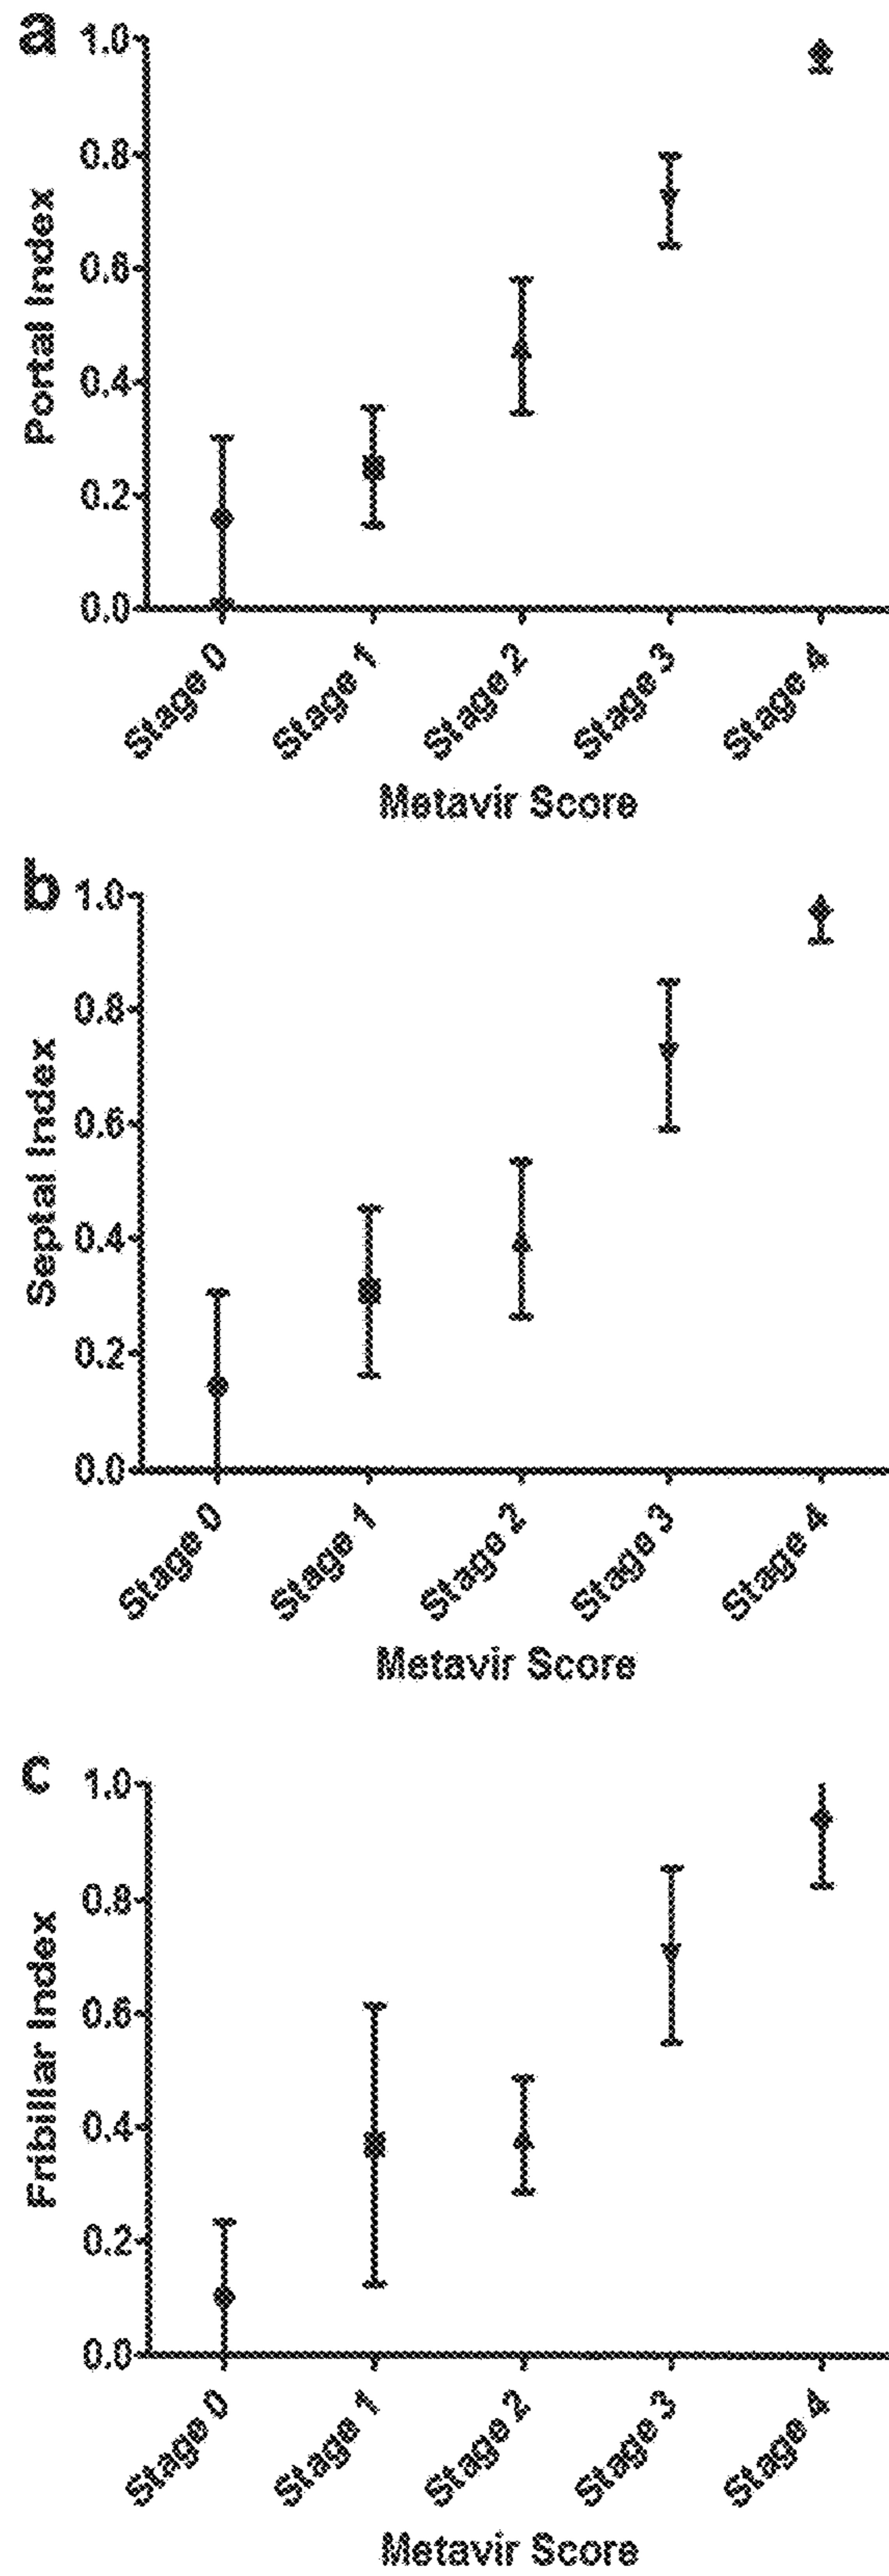 a
1.0
0.8
0.6
0.4
0.2
0.0
Portal Index
Stage 0
Stage 1
Stage 2
Stage 3
Stage 4
Metavir Score
b
1.0
0.8
0.6
0.4
0.2
0.0
Septal Index
Stage 0
Stage 1
Stage 2
Stage 3
Stage 4
Metavir Score
c
1.0
0.8
0.6
0.4
0.2
0.0
Fribillar Index
Stage 0
Stage 1
Stage 2
Stage 3
Stage 4
Metavir Score